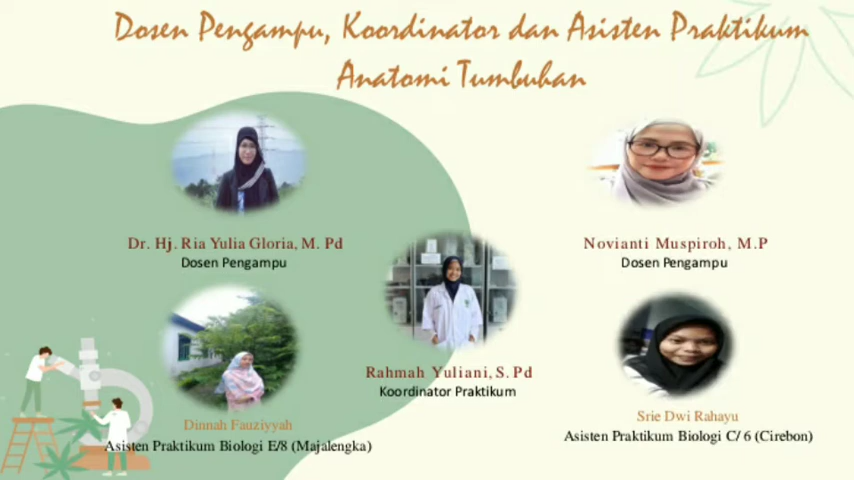 Dosen Pengampu, Koordinator dan Asisten Praktikum
Anatomi Tumbuhan
Dr. Hj. Ria Yulia Gloria, M. Pd
Dosen Pengampu
Novianti Muspiroh, M.P
Dosen Pengampu
Rahmah Yuliani, S. Pd
Koordinator Praktikum
Dinnah Fauziyyah
Asisten Praktikum Biologi E/8 (Majalengka)
Srie Dwi Rahayu
Asisten Praktikum Biologi C/ 6 (Cirebon)